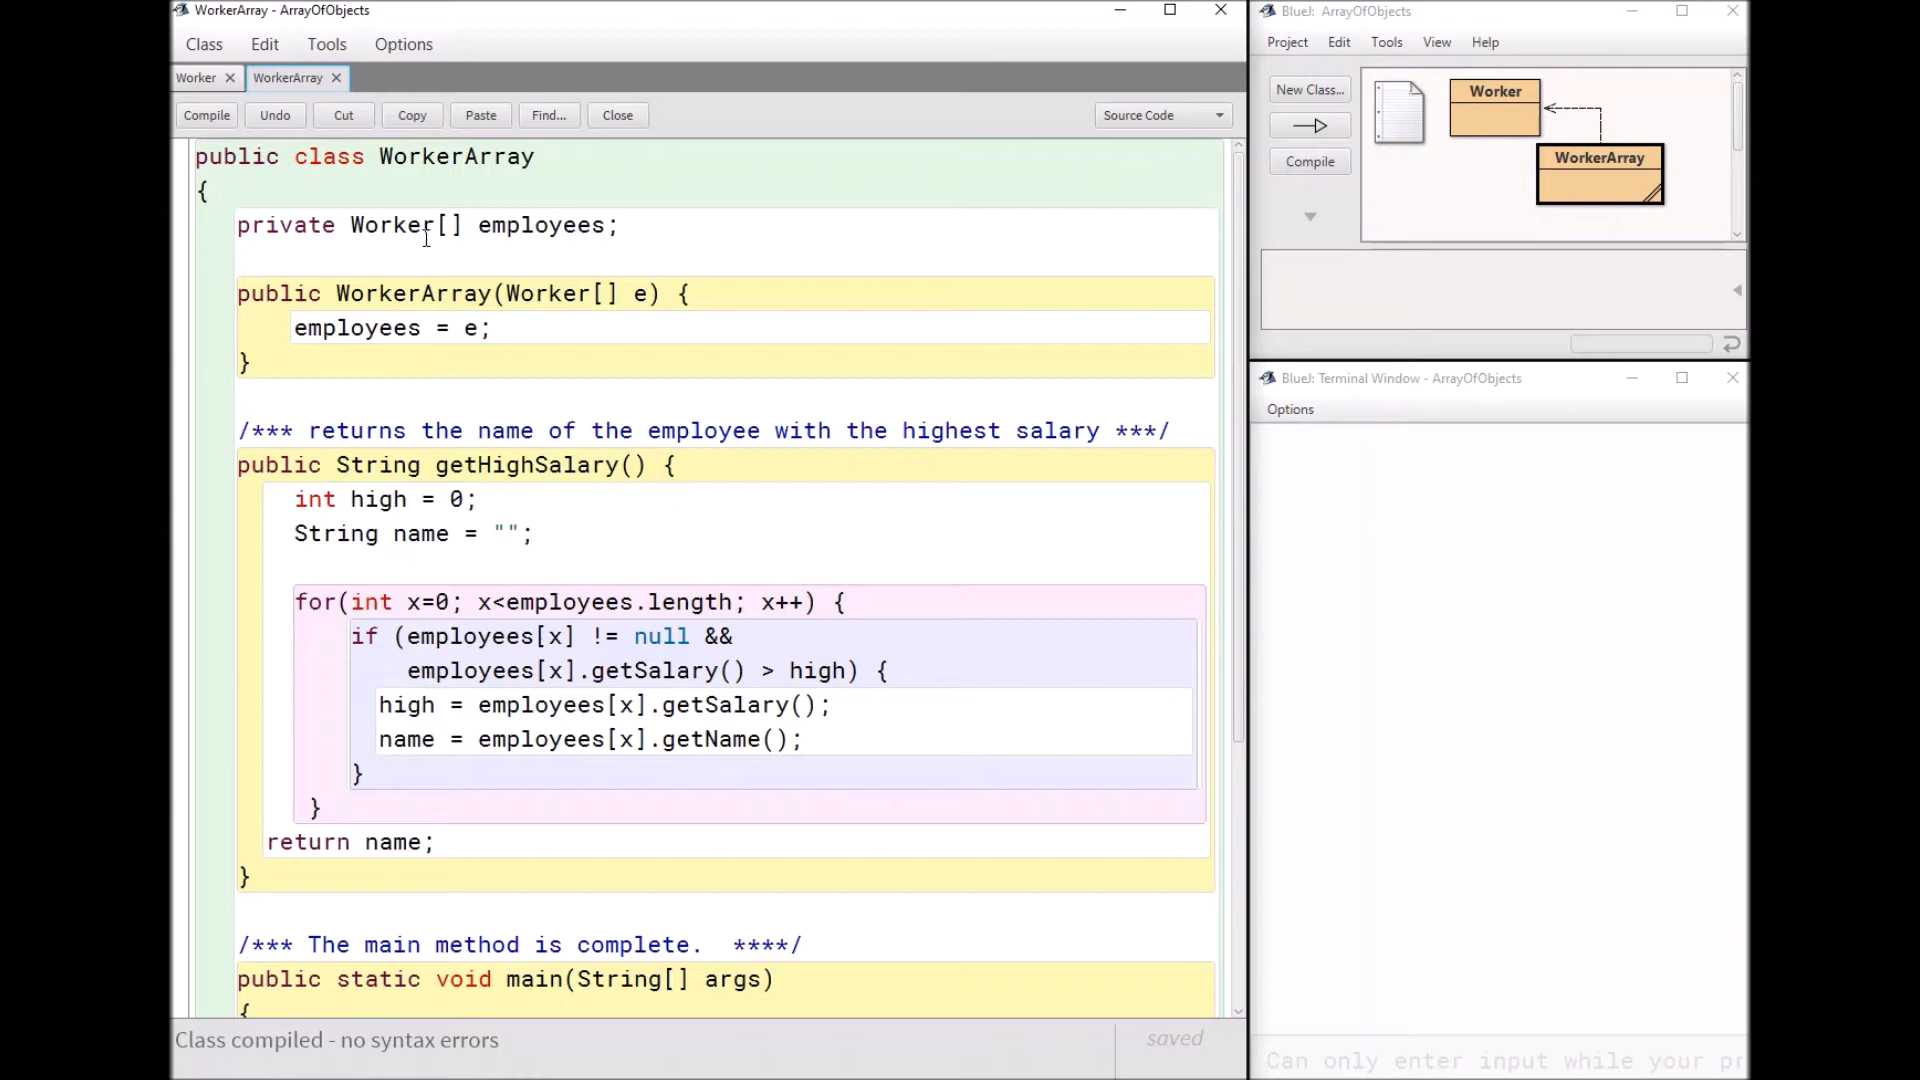 WorkerArray - ArrayOfObjects
Class Edit Tools Options
Worker WorkerArray
Compile Undo Cut Copy Paste Find... Close Source Code
public class WorkerArray
{
private Worker[] employees;
public WorkerArray(Worker[] e) {
employees = e;
}
/*** returns the name of the employee with the highest salary ***/
public String getHighSalary() {
int high = 0;
String name = "";
for(int x=0; x<employees.length; x++) {
if (employees[x] != null &&
employees[x].getSalary() > high) {
high = employees[x].getSalary();
name = employees[x].getName();
}
}
return name;
}
/*** The main method is complete.  ****/
public static void main(String[] args)
{
Class compiled - no syntax errors
saved
BlueJ: ArrayOfObjects
Project Edit Tools View Help
New Class...
Compile
Worker
WorkerArray
BlueJ: Terminal Window - ArrayOfObjects
Options
Can only enter input while your pr